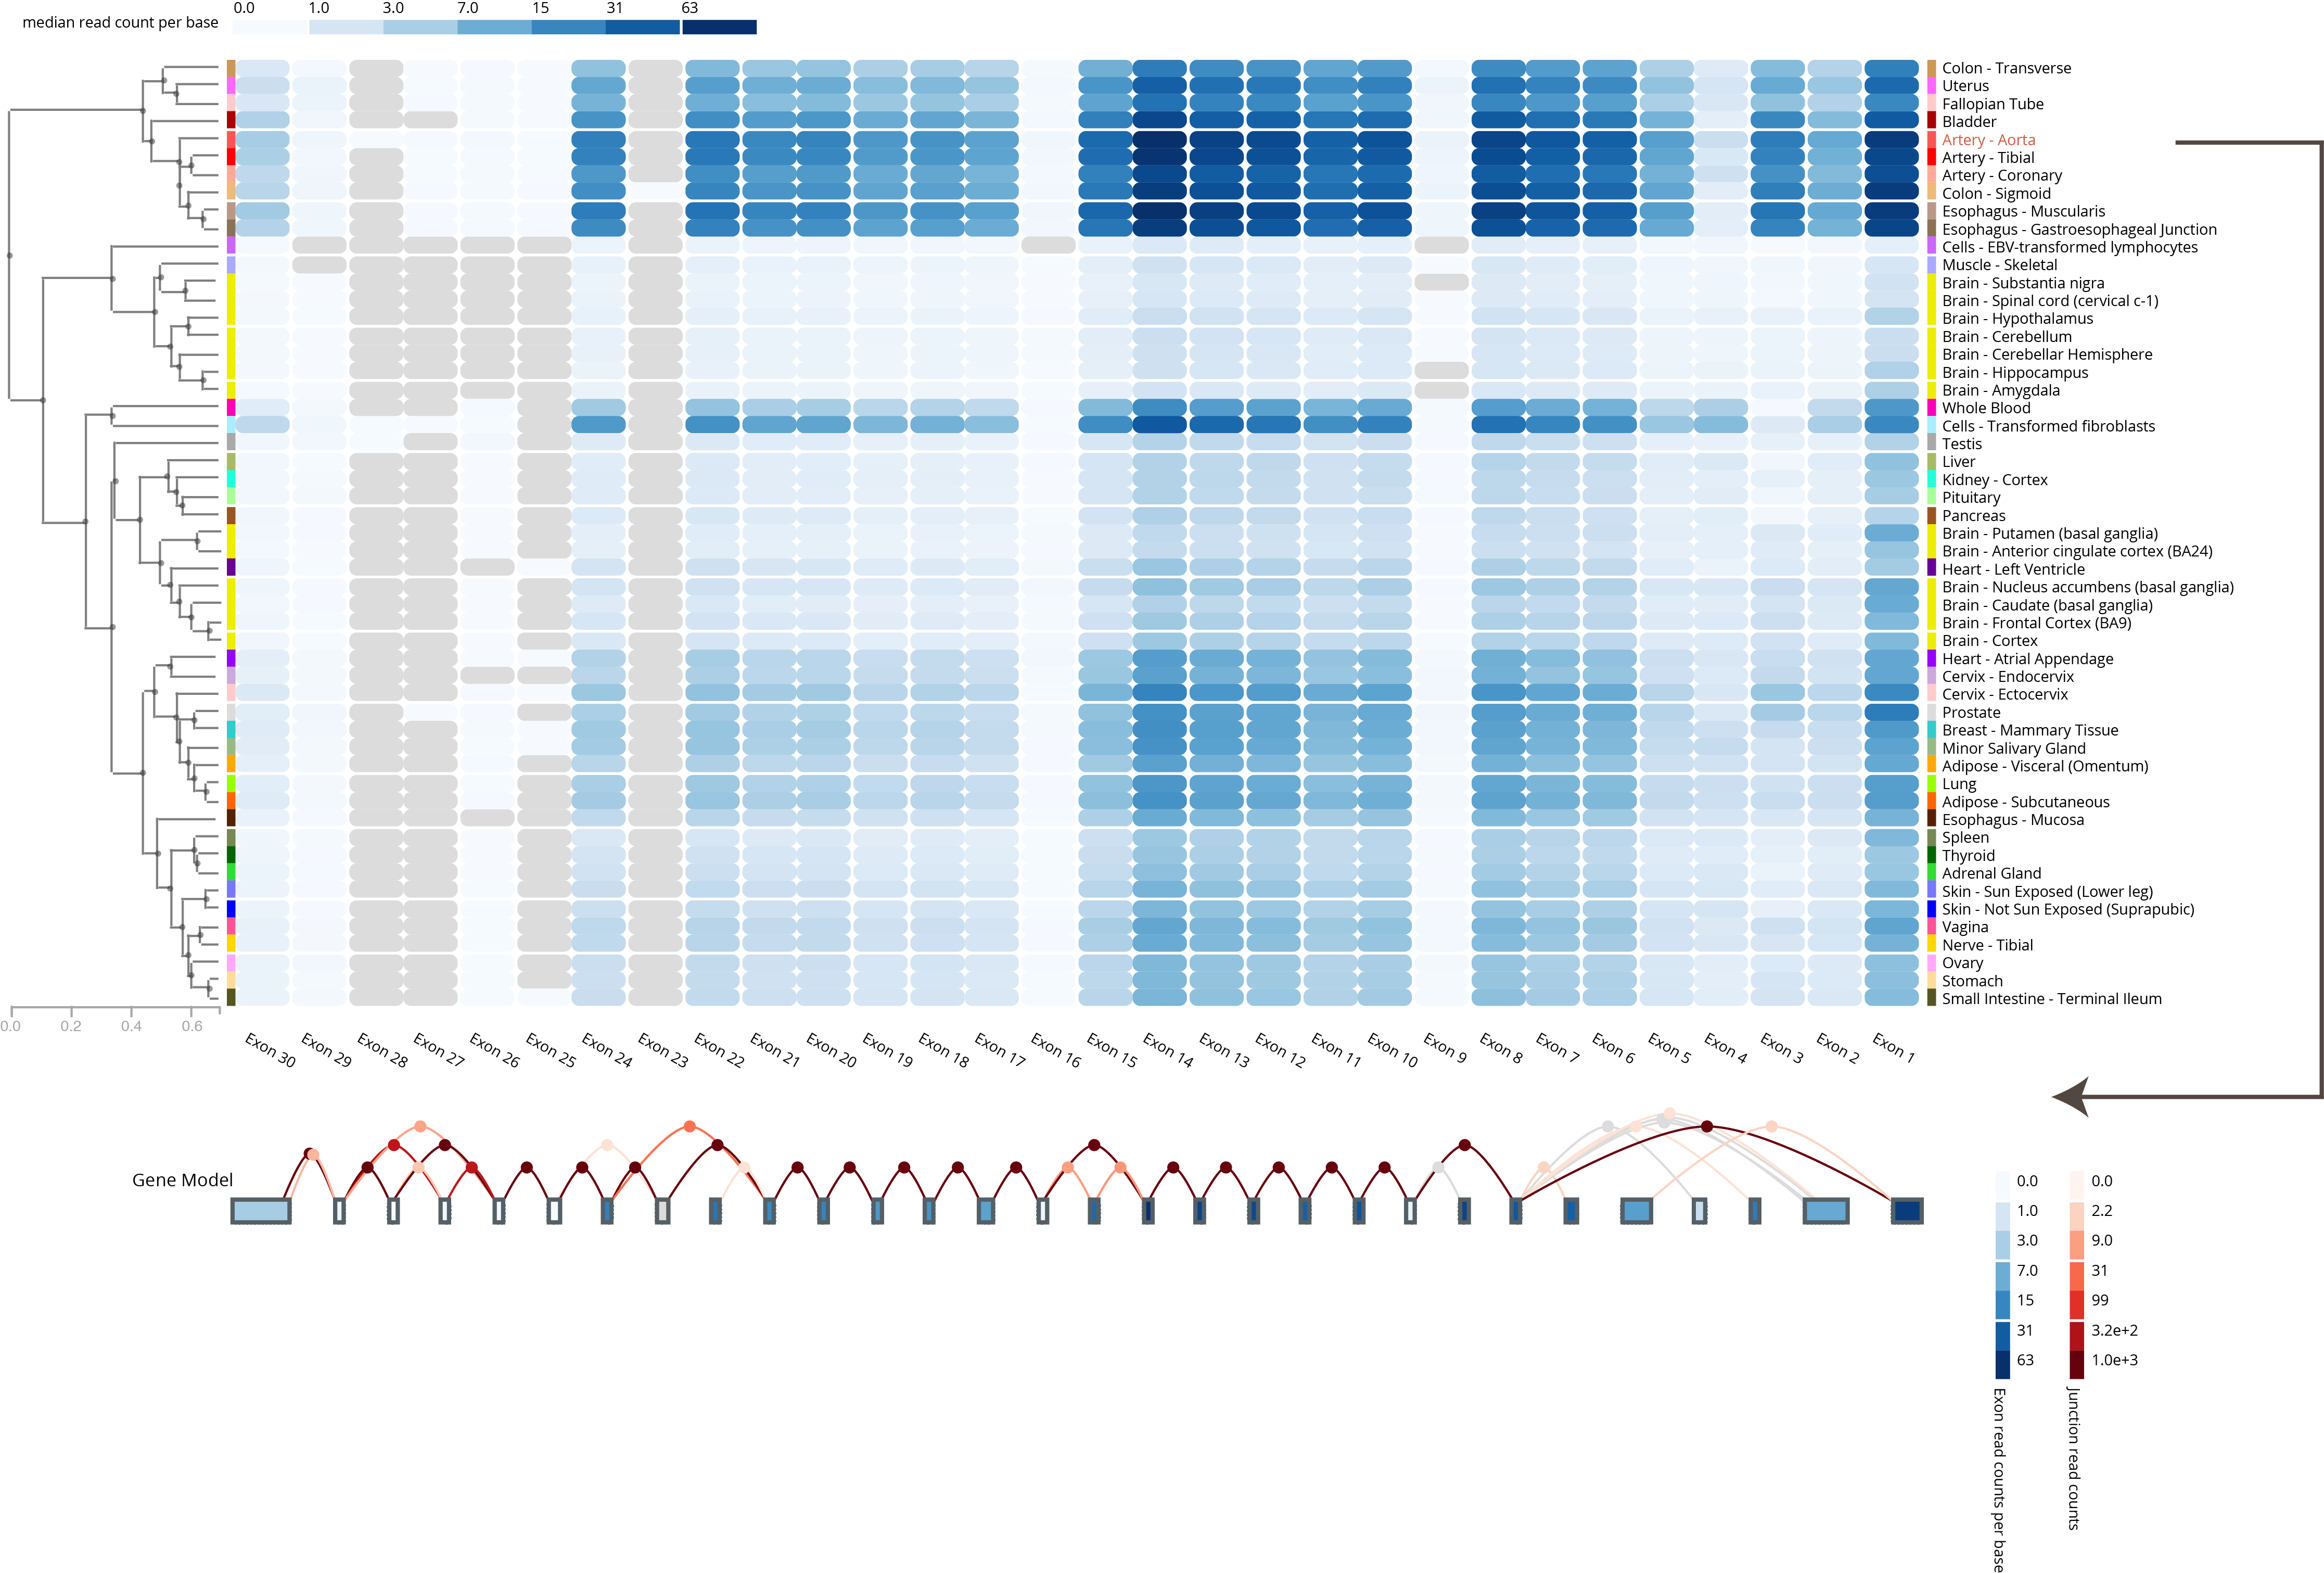 0.0 1.0 3.0 7.0 15 31 63
median read count per base
Colon - Transverse
Uterus
Fallopian Tube
Bladder
Artery - Aorta
Artery - Tibial
Artery - Coronary
Colon - Sigmoid
Esophagus - Muscularis
Esophagus - Gastroesophageal Junction
Cells - EBV-transformed lymphocytes
Muscle - Skeletal
Brain - Substantia nigra
Brain - Spinal cord (cervical c-1)
Brain - Hypothalamus
Brain - Cerebellum
Brain - Cerebellar Hemisphere
Brain - Hippocampus
Brain - Amygdala
Whole Blood
Cells - Transformed fibroblasts
Testis
Liver
Kidney - Cortex
Pituitary
Pancreas
Brain - Putamen (basal ganglia)
Brain - Anterior cingulate cortex (BA24)
Heart - Left Ventricle
Brain - Nucleus accumbens (basal ganglia)
Brain - Caudate (basal ganglia)
Brain - Frontal Cortex (BA9)
Brain - Cortex
Heart - Atrial Appendage
Cervix - Endocervix
Cervix - Ectocervix
Prostate
Breast - Mammary Tissue
Minor Salivary Gland
Adipose - Visceral (Omentum)
Lung
Adipose - Subcutaneous
Esophagus - Mucosa
Spleen
Thyroid
Adrenal Gland
Skin - Sun Exposed (Lower leg)
Skin - Not Sun Exposed (Suprapubic)
Vagina
Nerve - Tibial
Ovary
Stomach
Small Intestine - Terminal Ileum
0.0 0.2 0.4 0.6
Exon 30
Exon 29
Exon 28
Exon 27
Exon 26
Exon 25
Exon 24
Exon 23
Exon 22
Exon 21
Exon 20
Exon 19
Exon 18
Exon 17
Exon 16
Exon 15
Exon 14
Exon 13
Exon 12
Exon 11
Exon 10
Exon 9
Exon 8
Exon 7
Exon 6
Exon 5
Exon 4
Exon 3
Exon 2
Exon 1
Gene Model
0.0 0.0
1.0 2.2
3.0 9.0
7.0 31
15 99
31 3.2e+2
63 1.0e+3
Exon read counts per base
Junction read counts